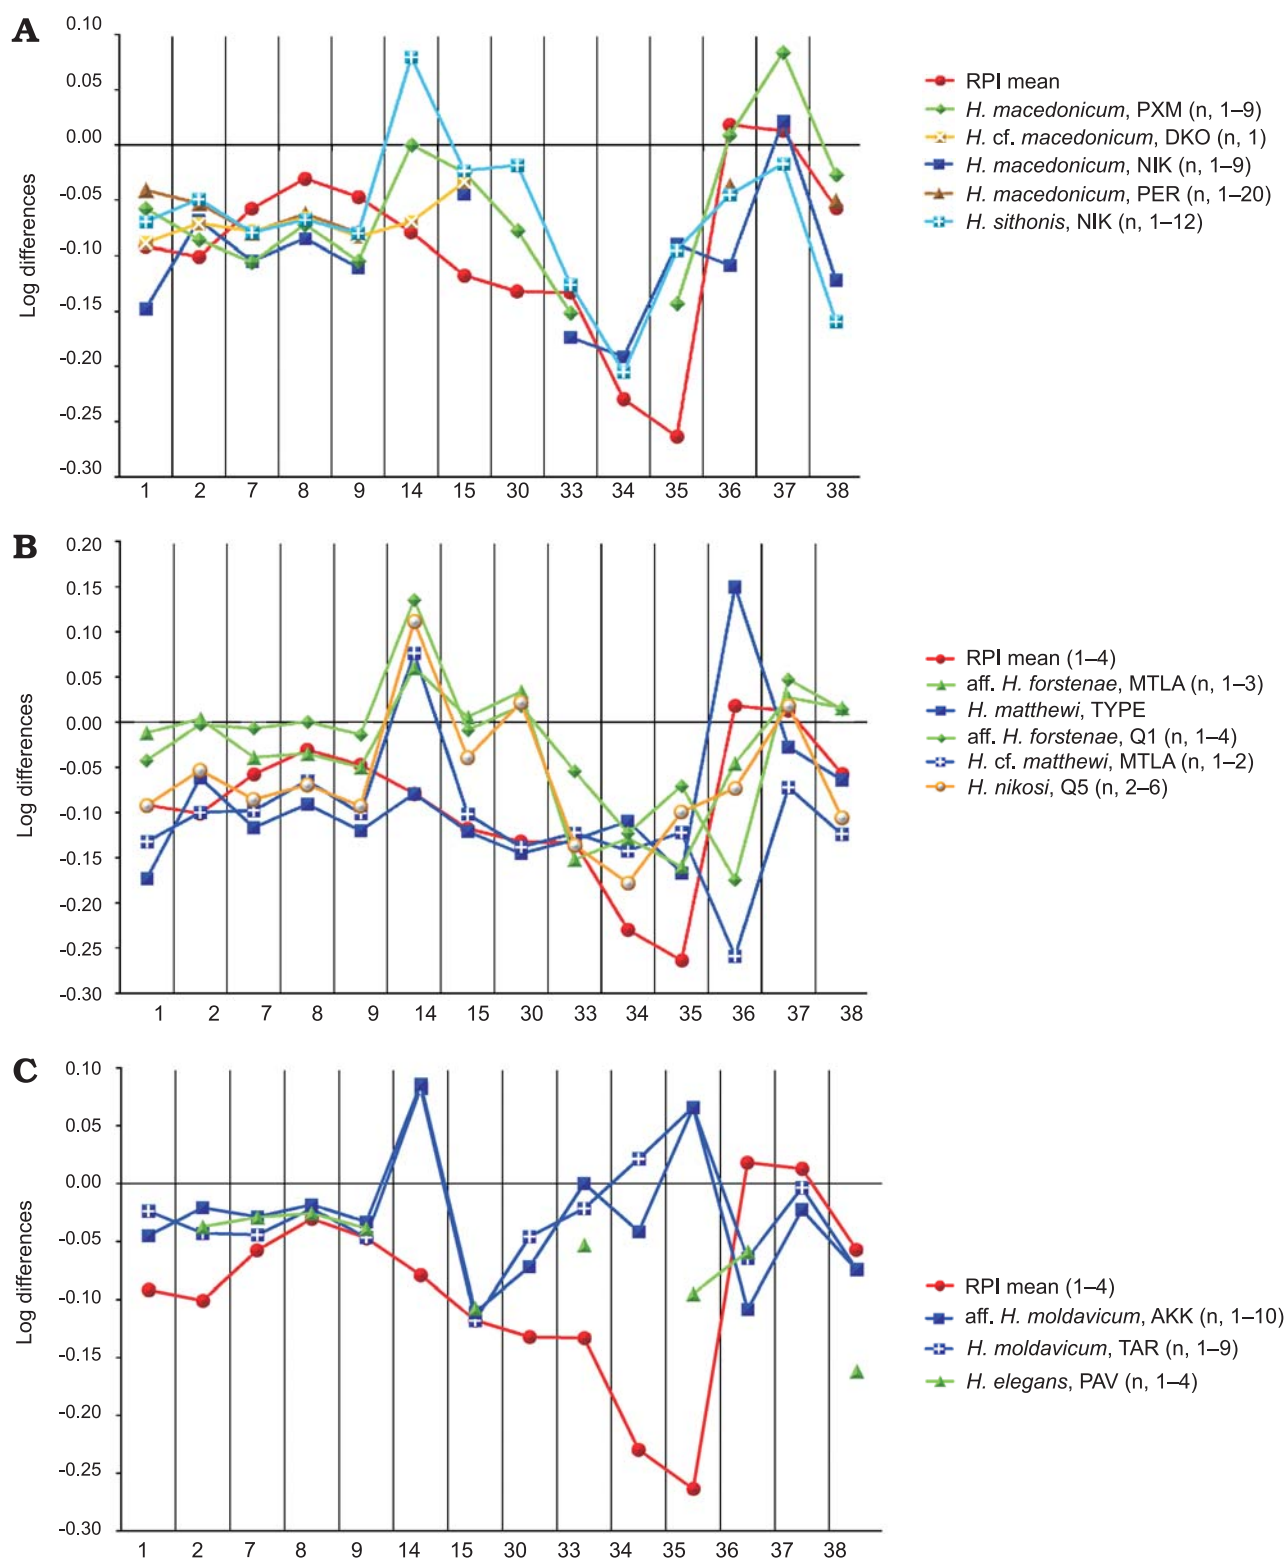 A
0.10
0.05
0.00
-0.05
-0.10
-0.15
-0.20
-0.25
-0.30
Log differences
1 2 7 8 9 14 15 30 33 34 35 36 37 38
RPI mean
H. macedonicum, PXM (n, 1–9)
H. cf. macedonicum, DKO (n, 1)
H. macedonicum, NIK (n, 1–9)
H. macedonicum, PER (n, 1–20)
H. sithonis, NIK (n, 1–12)
B
0.20
0.15
0.10
0.05
0.00
-0.05
-0.10
-0.15
-0.20
-0.25
-0.30
Log differences
1 2 7 8 9 14 15 30 33 34 35 36 37 38
RPI mean (1–4)
aff. H. forstenae, MTLA (n, 1–3)
H. matthewi, TYPE
aff. H. forstenae, Q1 (n, 1–4)
H. cf. matthewi, MTLA (n, 1–2)
H. nikosi, Q5 (n, 2–6)
C
0.10
0.05
0.00
-0.05
-0.10
-0.15
-0.20
-0.25
-0.30
Log differences
1 2 7 8 9 14 15 30 33 34 35 36 37 38
RPI mean (1–4)
aff. H. moldavicum, AKK (n, 1–10)
H. moldavicum, TAR (n, 1–9)
H. elegans, PAV (n, 1–4)